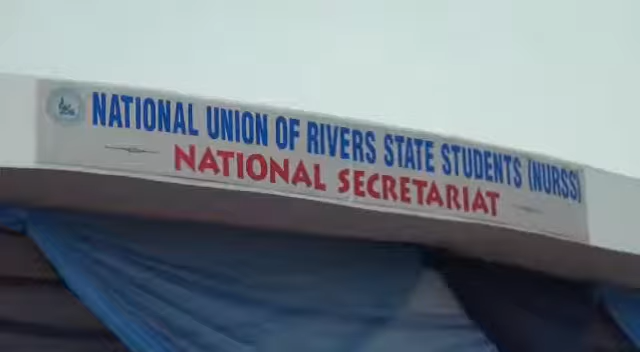 NATIONAL UNION OF RIVERS STATE STUDENTS (NURSS)
NATIONAL SECRETARIAT